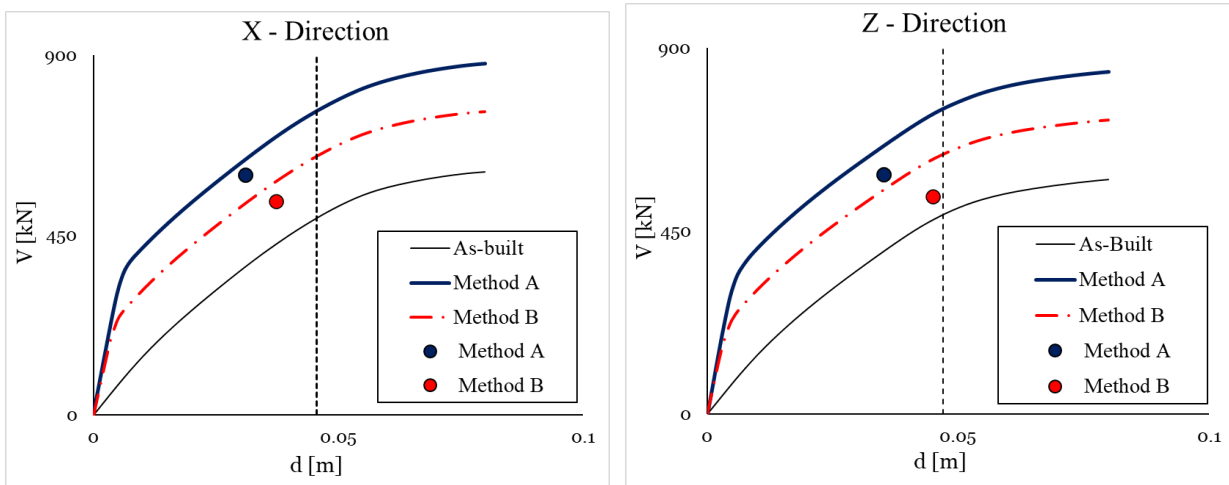 X - Direction
900
450
0
V [kN]
0
0.05
0.1
d [m]
As-built
Method A
Method B
Method A
Method B
Z - Direction
900
450
0
V [kN]
0
0.05
0.1
d [m]
As-Built
Method A
Method B
Method A
Method B